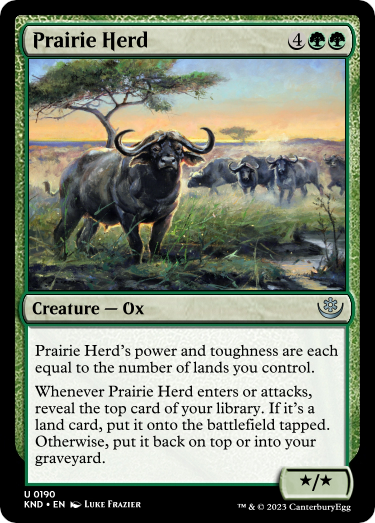 Prairie Herd 4
Creature — Ox
Prairie Herd's power and toughness are each
equal to the number of lands you control.
Whenever Prairie Herd enters or attacks,
reveal the top card of your library. If it's a
land card, put it onto the battlefield tapped.
Otherwise, put it back on top or into your
graveyard.
*/*
U 0190
KND • EN Luke Frazier
™ & © 2023 CanterburyEgg